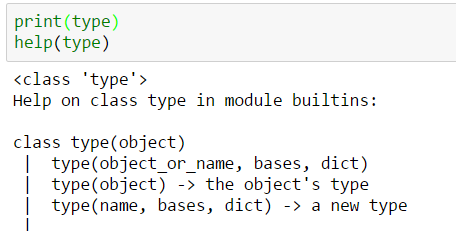 print(type)
help(type)
<class 'type'>
Help on class type in module builtins:
class type(object)
 |  type(object_or_name, bases, dict)
 |  type(object) -> the object's type
 |  type(name, bases, dict) -> a new type
 |